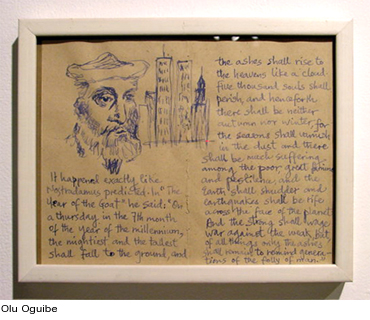 It happened exactly like
Nostradamus predicted. In "The
Year of the Goat" he said: "On
a thursday in the 7th month
of the year of the millennium,
the mightiest and the tallest
shall fall to the ground, and
the ashes shall rise to
the heavens like a cloud
five thousand souls shall
perish, and henceforth
there shall be neither
autumn nor winter, for
the seasons shall vanish
in the dust and there
shall be much suffering
among the poor, great famine
and pestilence and the
Earth shall shudder and
earthquakes shall be rife
across the face of the planet
But the strong shall wage
war against the weak, but
of all things only the ashes
shall remain to remind genera-
tions of the folly of man."
Olu Oguibe